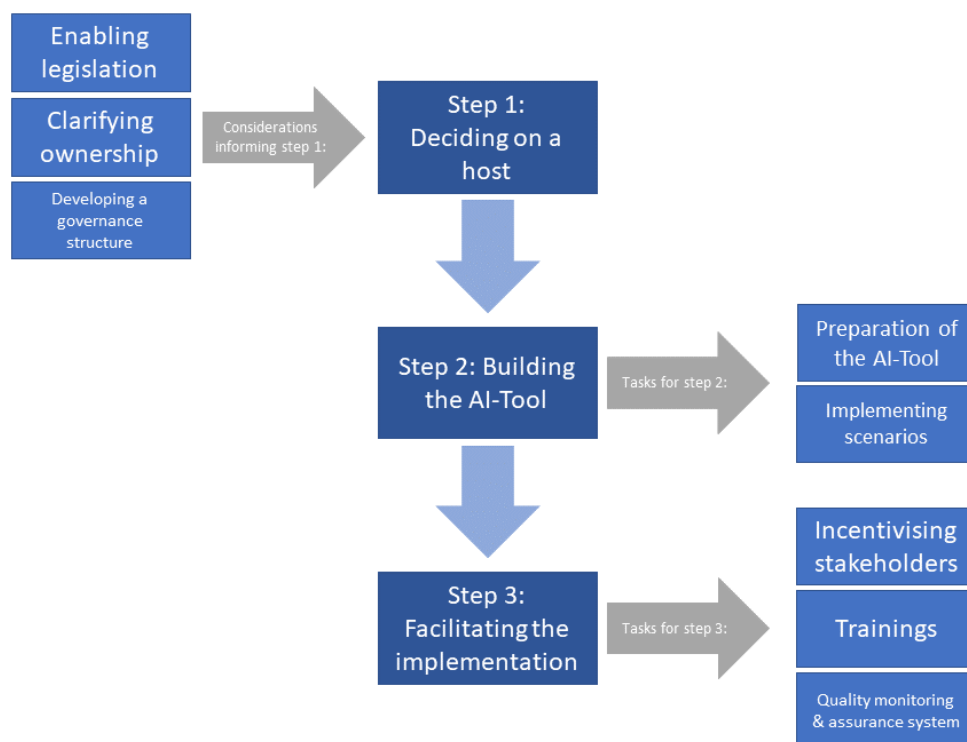 Enabling
legislation
Clarifying
ownership
Developing a
governance
structure
Considerations
informing step 1:
Step 1:
Deciding on a
host
Step 2: Building
the AI-Tool
Tasks for step 2:
Preparation of
the AI-Tool
Implementing
scenarios
Step 3:
Facilitating the
implementation
Tasks for step 3:
Incentivising
stakeholders
Trainings
Quality monitoring
& assurance system